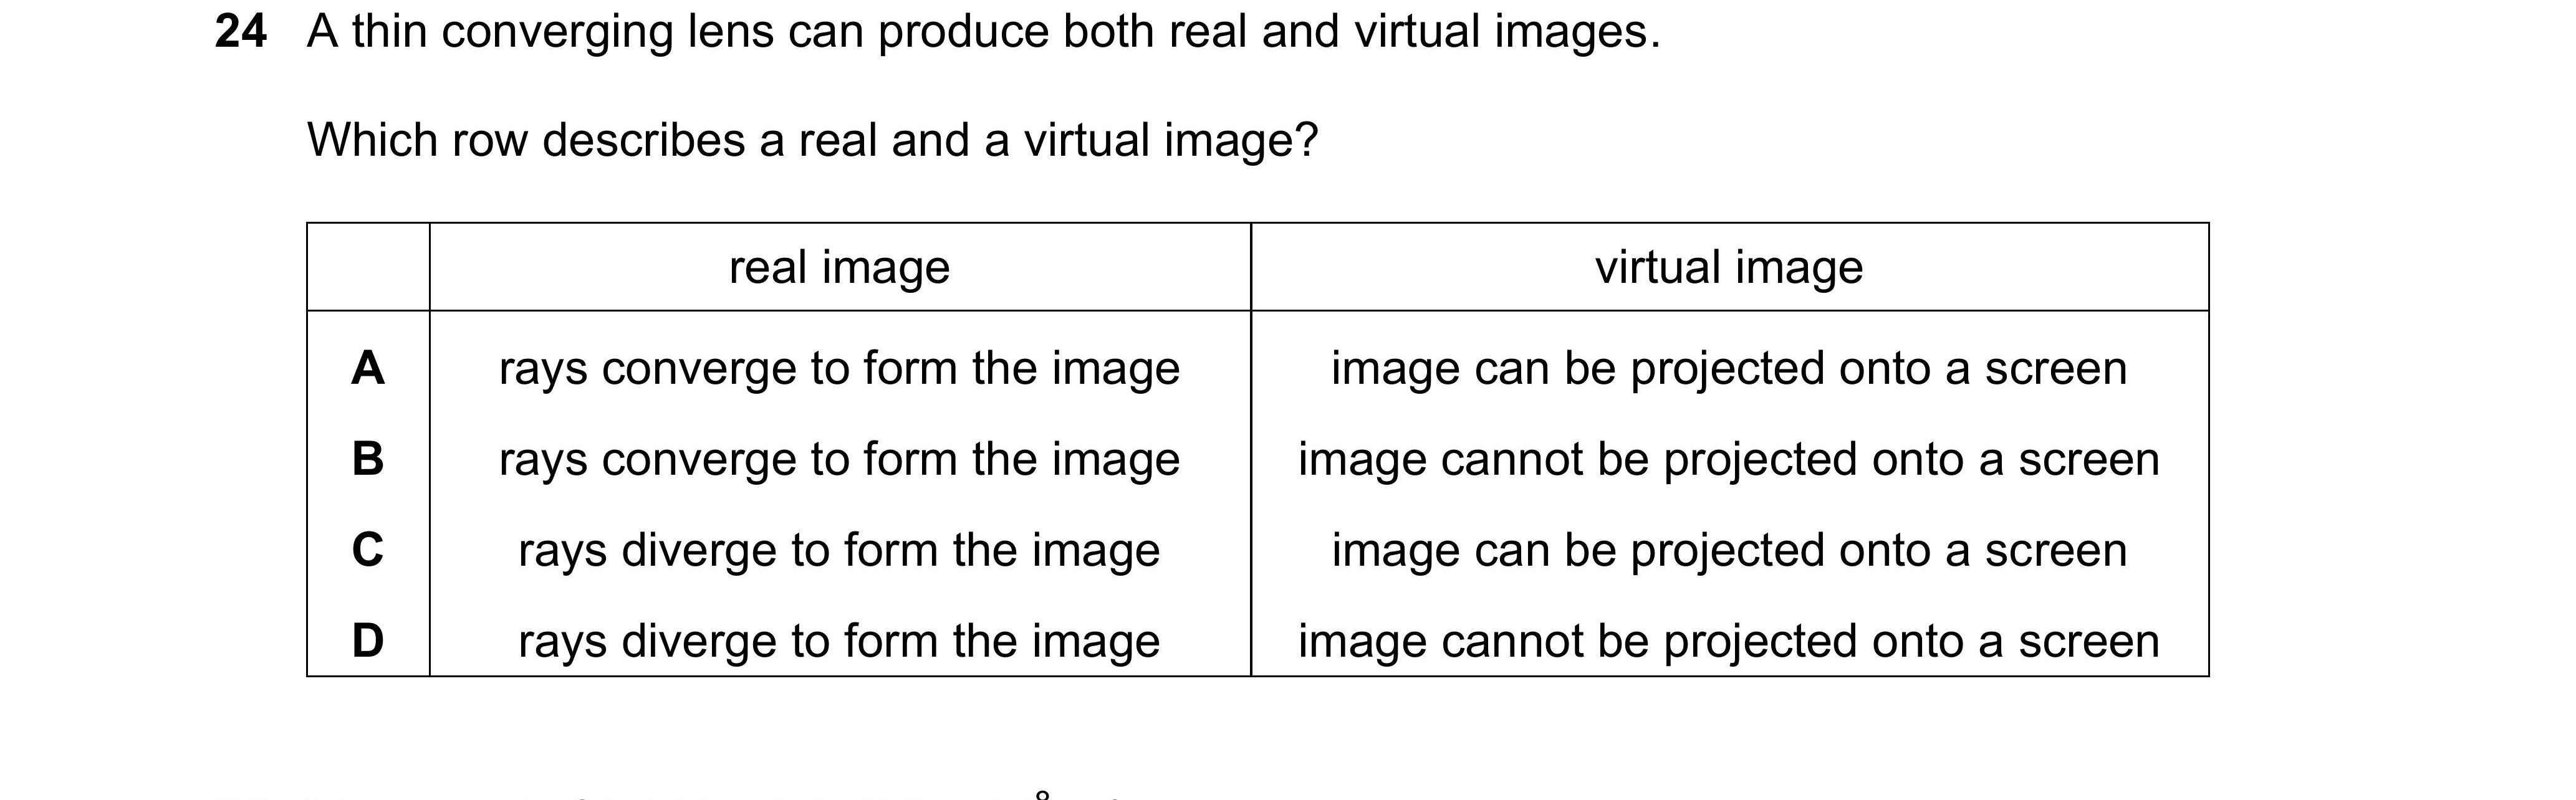 24 A thin converging lens can produce both real and virtual images.
Which row describes a real and a virtual image?
real image virtual image
A rays converge to form the image image can be projected onto a screen
B rays converge to form the image image cannot be projected onto a screen
C rays diverge to form the image image can be projected onto a screen
D rays diverge to form the image image cannot be projected onto a screen